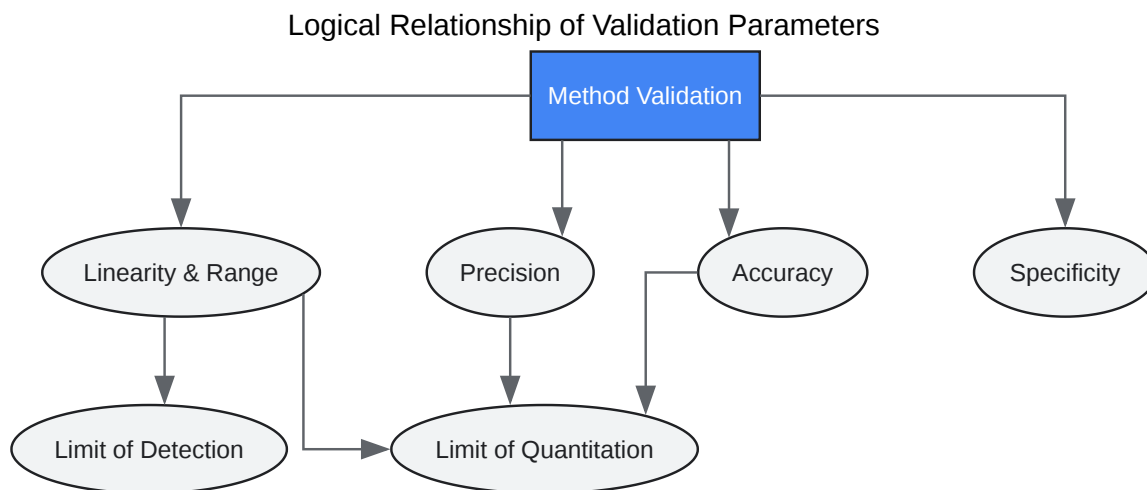 Logical Relationship of Validation Parameters
Method Validation
Linearity & Range
Precision
Accuracy
Specificity
Limit of Detection
Limit of Quantitation